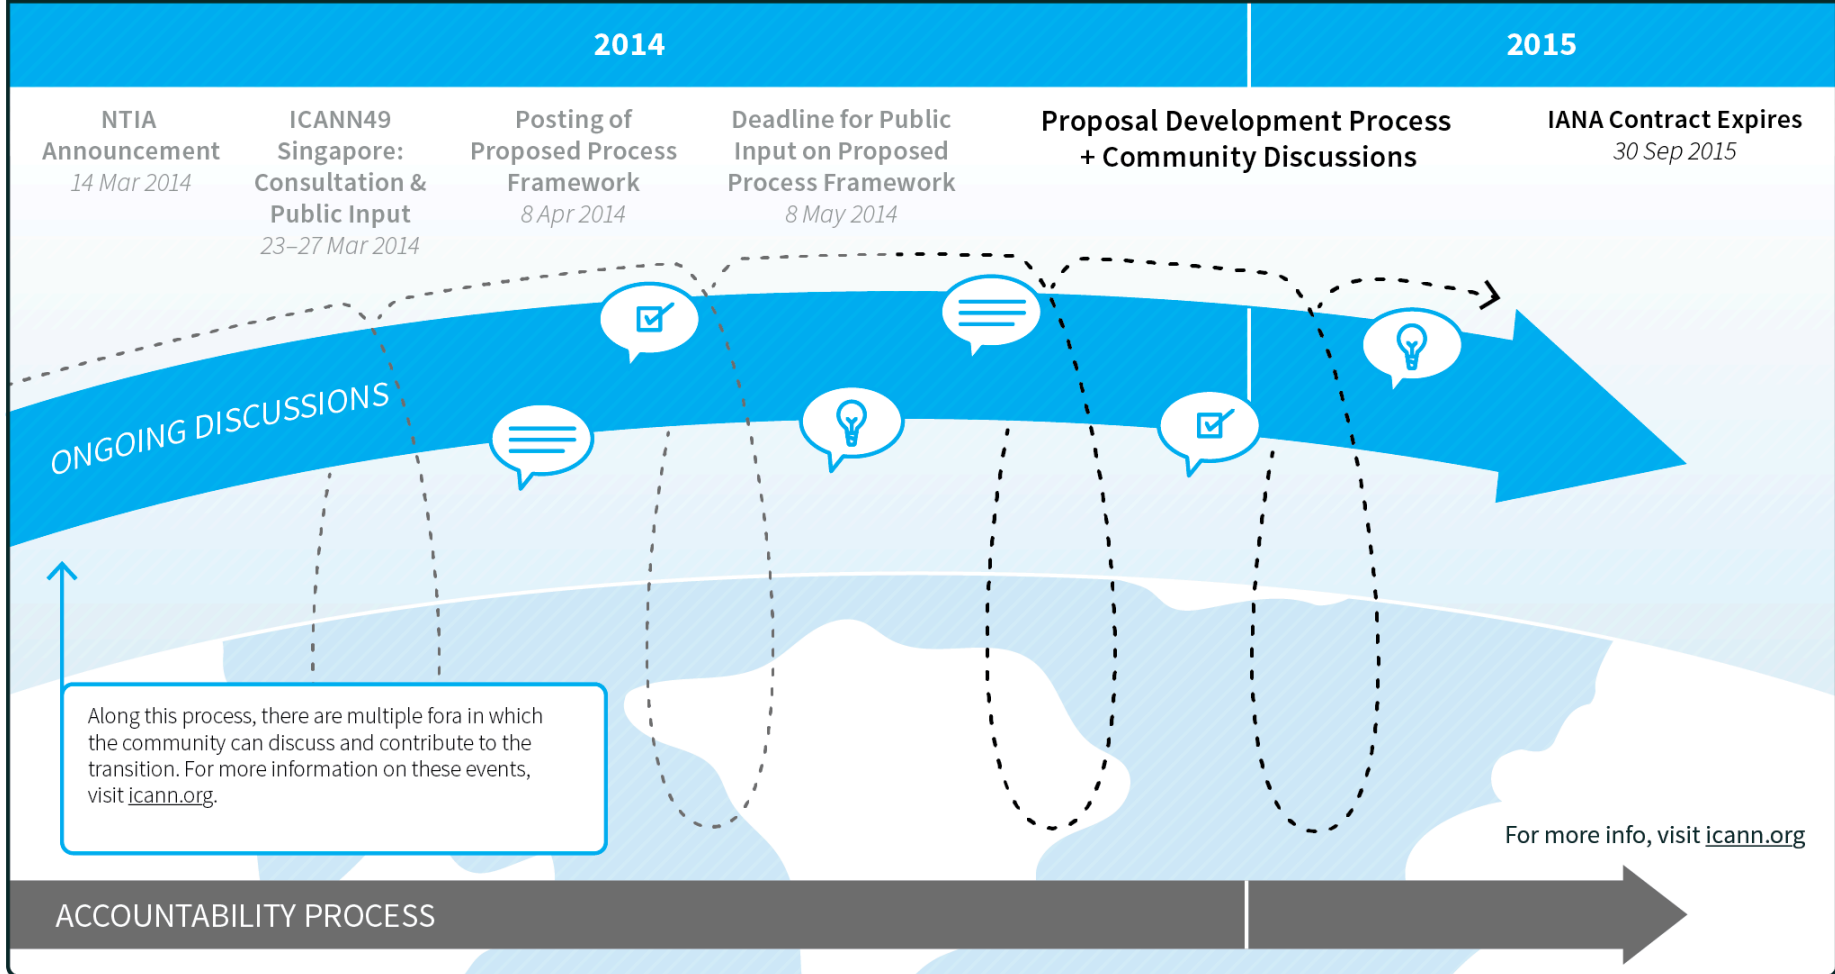 2014
2015
NTIA
Announcement
14 Mar 2014
ICANN49
Singapore:
Consultation &
Public Input
23–27 Mar 2014
Posting of
Proposed Process
Framework
8 Apr 2014
Deadline for Public
Input on Proposed
Process Framework
8 May 2014
Proposal Development Process
+ Community Discussions
IANA Contract Expires
30 Sep 2015
ONGOING DISCUSSIONS
Along this process, there are multiple fora in which
the community can discuss and contribute to the
transition. For more information on these events,
visit icann.org.
For more info, visit icann.org
ACCOUNTABILITY PROCESS